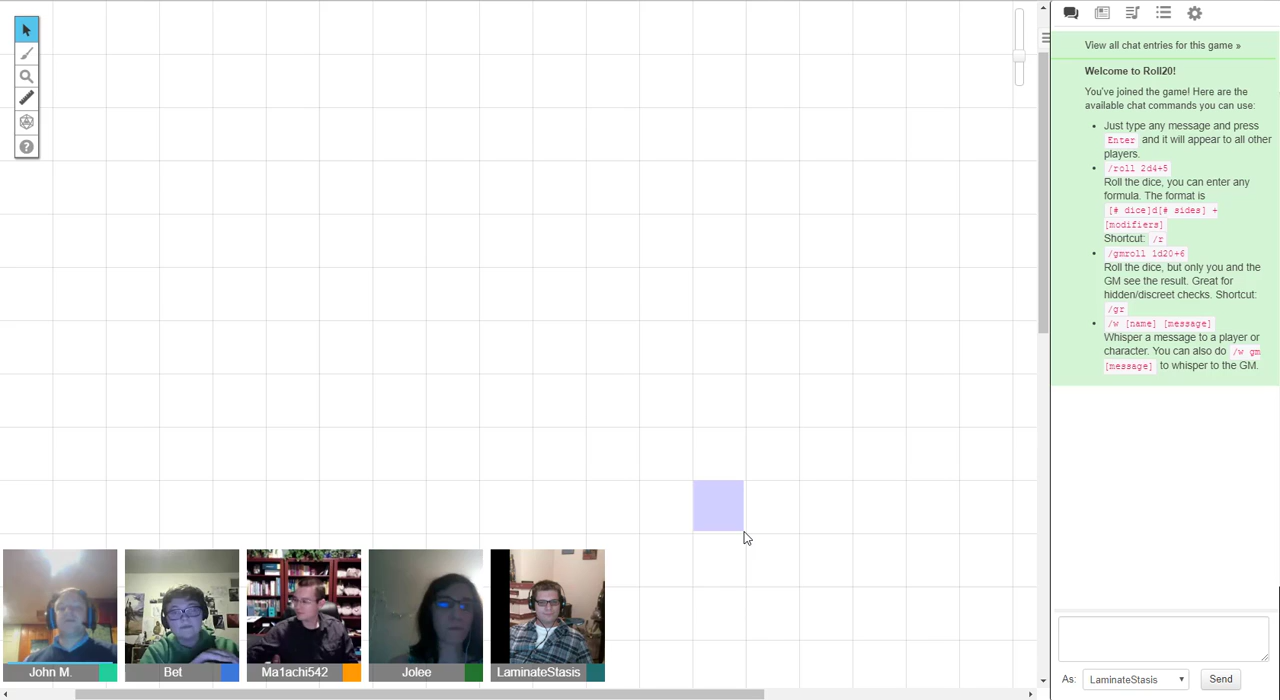 View all chat entries for this game »
Welcome to Roll20!
You've joined the game! Here are the
available chat commands you can use:
Just type any message and press
Enter and it will appear to all other
players.
/roll 2d4+5
Roll the dice, you can enter any
formula. The format is
[# dice]d[# sides] +
[modifiers]
Shortcut: /r
/gmroll 1d20+6
Roll the dice, but only you and the
GM see the result. Great for
hidden/discreet checks. Shortcut:
/gr
/w [name] [message]
Whisper a message to a player or
character. You can also do /w gm
[message] to whisper to the GM.
John M.
Bet
Ma1achi542
Jolee
LaminateStasis
As: LaminateStasis Send